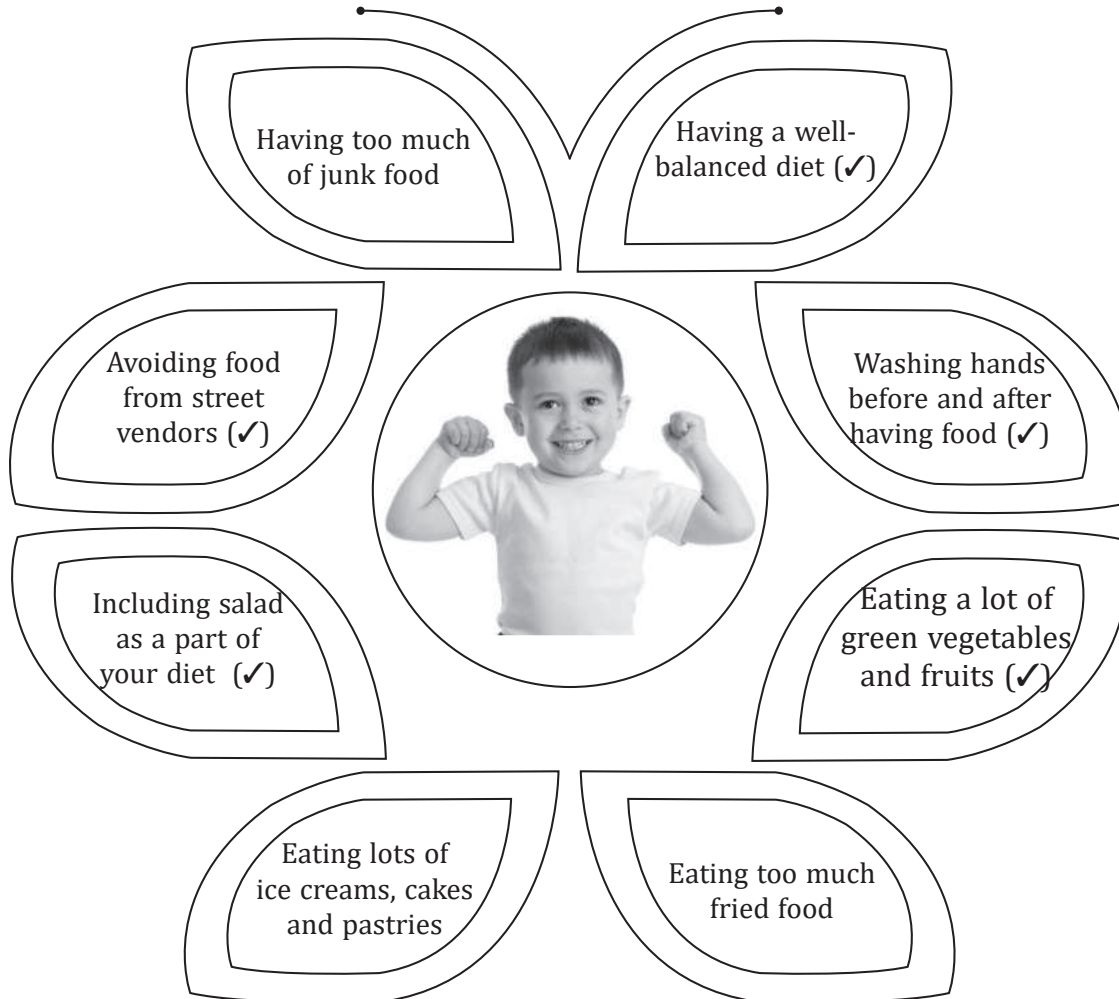 Having too much
of junk food
Having a well-
balanced diet (✓)
Avoiding food
from street
vendors (✓)
Washing hands
before and after
having food (✓)
Including salad
as a part of
your diet (✓)
Eating a lot of
green vegetables
and fruits (✓)
Eating lots of
ice creams, cakes
and pastries
Eating too much
fried food